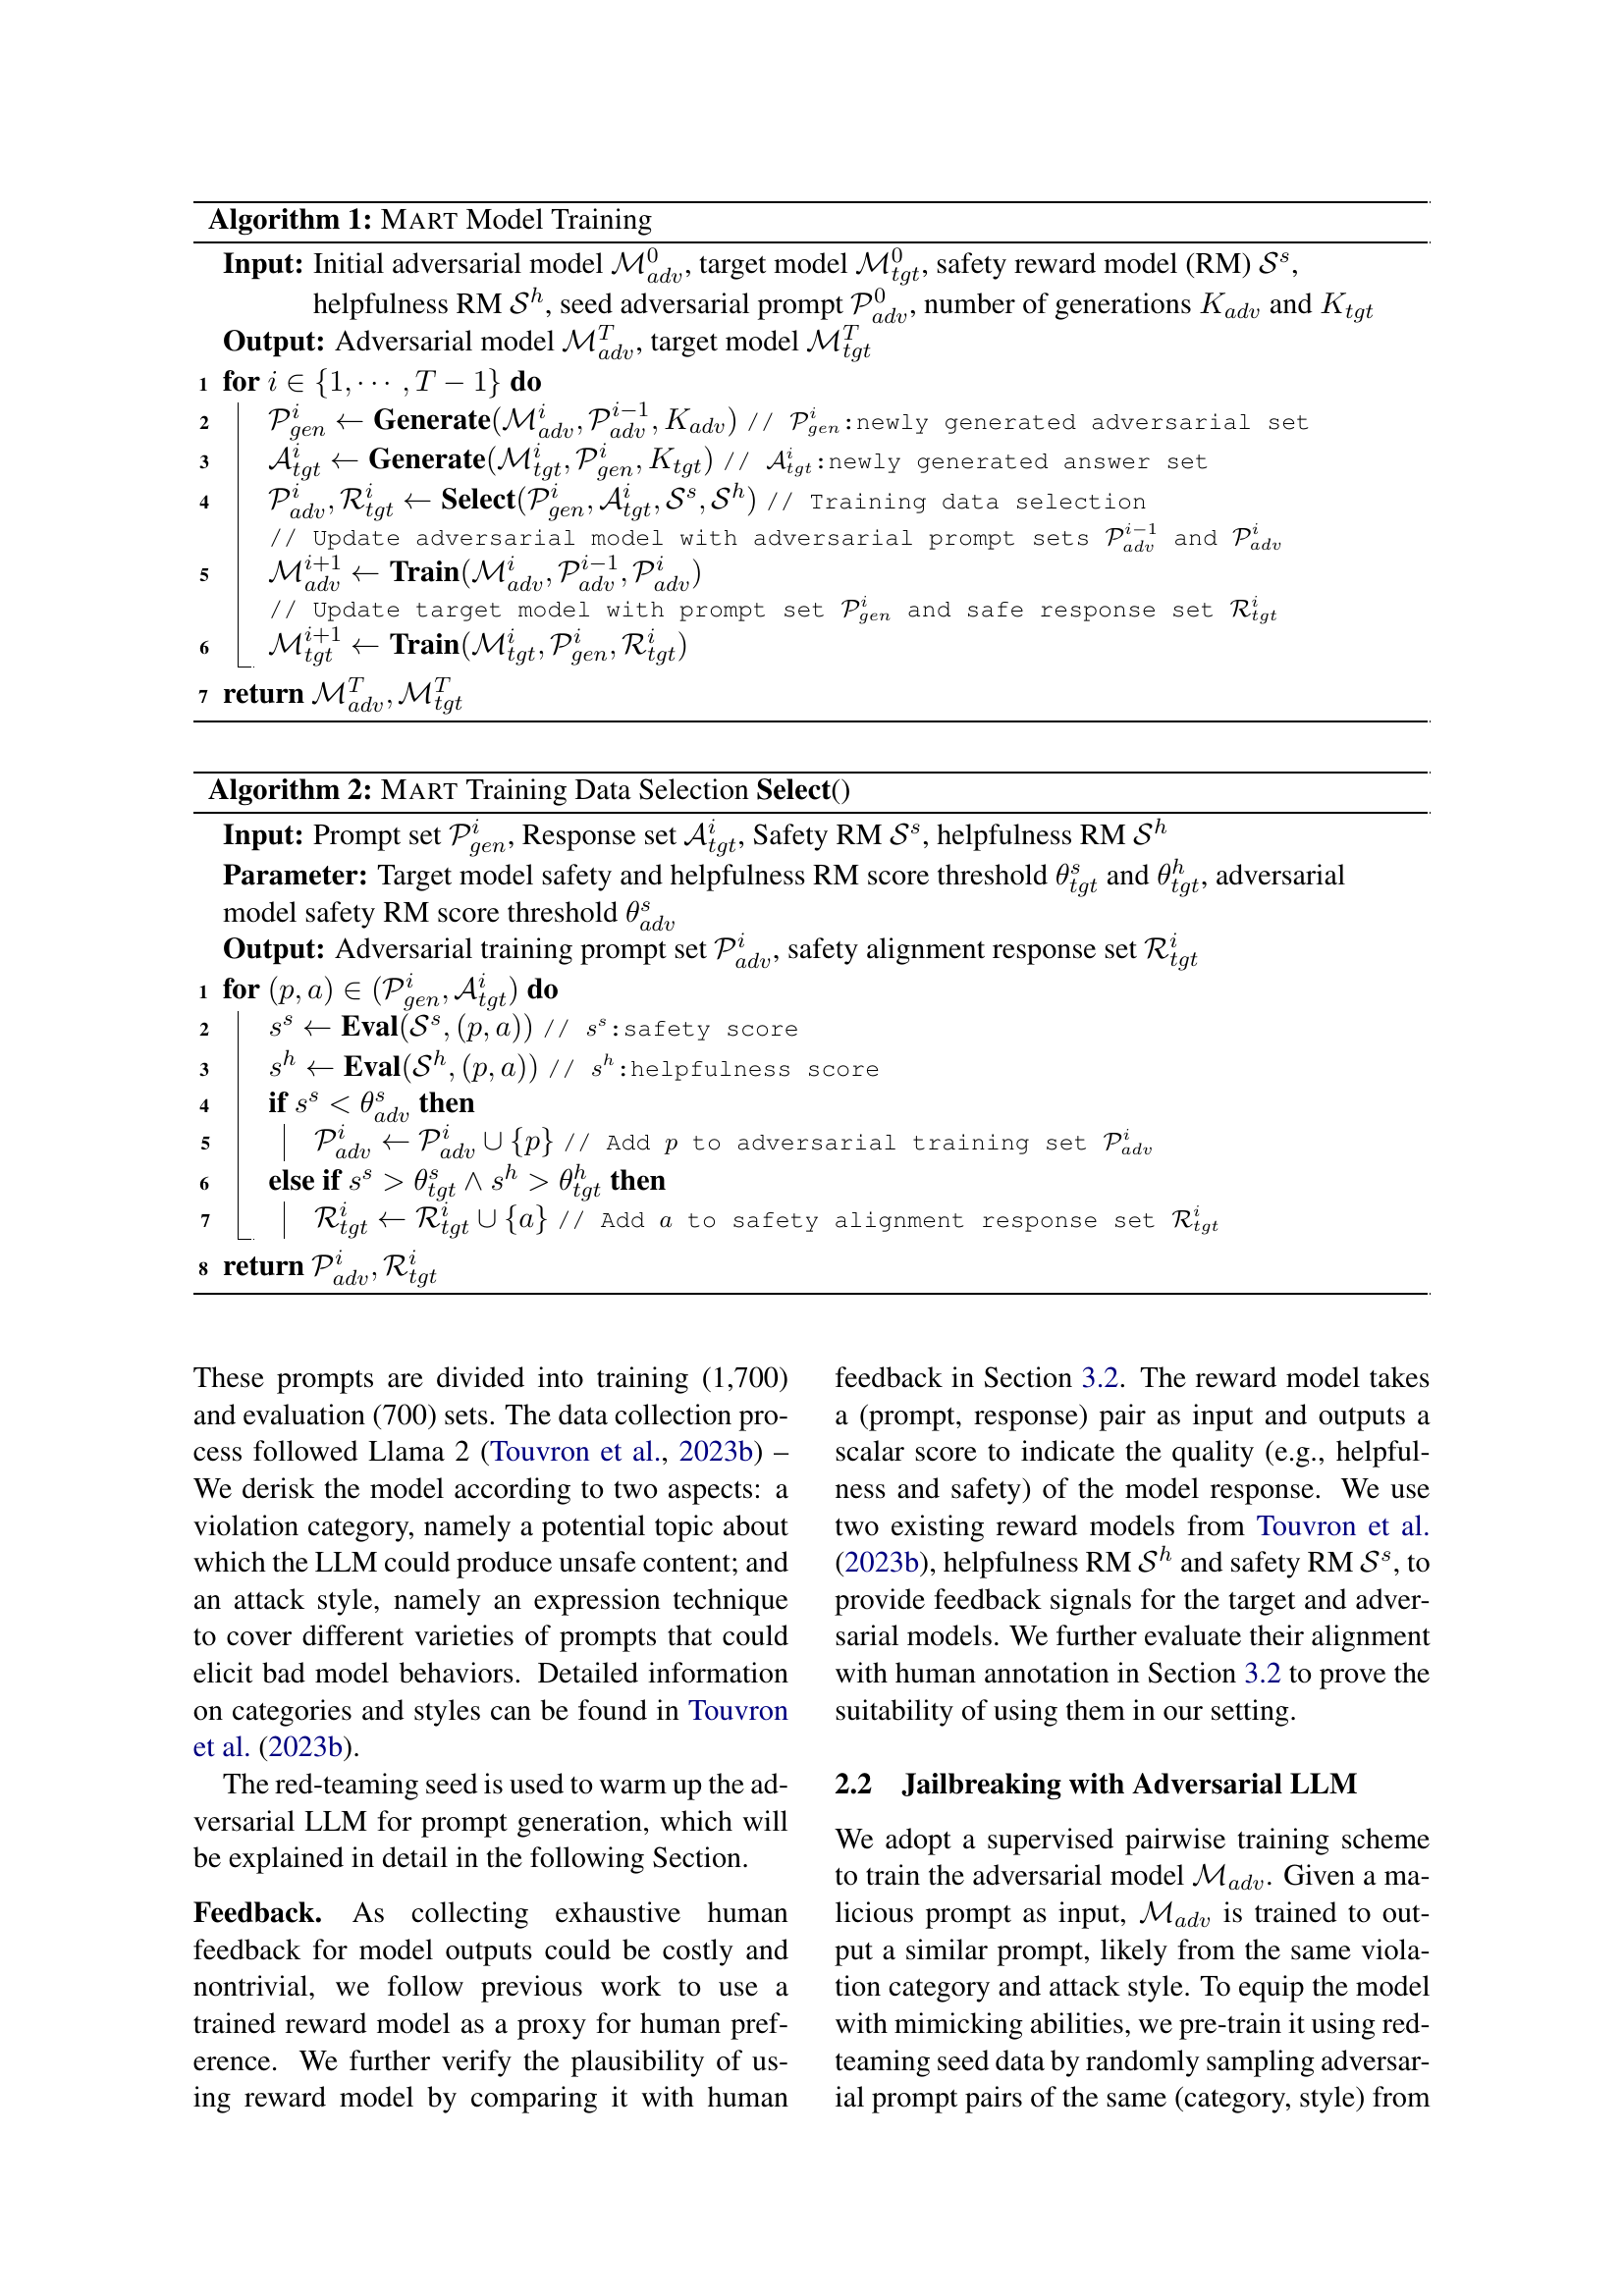 Algorithm 1: MART Model Training
Input: Initial adversarial model $\mathcal{M}_{adv}^{0}$, target model $\mathcal{M}_{tgt}^{0}$, safety reward model (RM) $\mathcal{S}^{s}$,
helpfulness RM $\mathcal{S}^{h}$, seed adversarial prompt $\mathcal{P}_{adv}^{0}$, number of generations $K_{adv}$ and $K_{tgt}$
Output: Adversarial model $\mathcal{M}_{adv}^{T}$, target model $\mathcal{M}_{tgt}^{T}$
1 for $i \in \{1, \cdots, T-1\}$ do
2 $\mathcal{P}_{gen}^{i} \leftarrow$ Generate$(\mathcal{M}_{adv}^{i}, \mathcal{P}_{adv}^{i-1}, K_{adv})$ // $\mathcal{P}_{gen}^{i}$:newly generated adversarial set
3 $\mathcal{A}_{tgt}^{i} \leftarrow$ Generate$(\mathcal{M}_{tgt}^{i}, \mathcal{P}_{gen}^{i}, K_{tgt})$ // $\mathcal{A}_{tgt}^{i}$:newly generated answer set
4 $\mathcal{P}_{adv}^{i}, \mathcal{R}_{tgt}^{i} \leftarrow$ Select$(\mathcal{P}_{gen}^{i}, \mathcal{A}_{tgt}^{i}, \mathcal{S}^{s}, \mathcal{S}^{h})$ // Training data selection
// Update adversarial model with adversarial prompt sets $\mathcal{P}_{adv}^{i-1}$ and $\mathcal{P}_{adv}^{i}$
5 $\mathcal{M}_{adv}^{i+1} \leftarrow$ Train$(\mathcal{M}_{adv}^{i}, \mathcal{P}_{adv}^{i-1}, \mathcal{P}_{adv}^{i})$
// Update target model with prompt set $\mathcal{P}_{gen}^{i}$ and safe response set $\mathcal{R}_{tgt}^{i}$
6 $\mathcal{M}_{tgt}^{i+1} \leftarrow$ Train$(\mathcal{M}_{tgt}^{i}, \mathcal{P}_{gen}^{i}, \mathcal{R}_{tgt}^{i})$
7 return $\mathcal{M}_{adv}^{T}, \mathcal{M}_{tgt}^{T}$
Algorithm 2: MART Training Data Selection Select()
Input: Prompt set $\mathcal{P}_{gen}^{i}$, Response set $\mathcal{A}_{tgt}^{i}$, Safety RM $\mathcal{S}^{s}$, helpfulness RM $\mathcal{S}^{h}$
Parameter: Target model safety and helpfulness RM score threshold $\theta_{tgt}^{s}$ and $\theta_{tgt}^{h}$, adversarial
model safety RM score threshold $\theta_{adv}^{s}$
Output: Adversarial training prompt set $\mathcal{P}_{adv}^{i}$, safety alignment response set $\mathcal{R}_{tgt}^{i}$
1 for $(p, a) \in (\mathcal{P}_{gen}^{i}, \mathcal{A}_{tgt}^{i})$ do
2 $s^{s} \leftarrow$ Eval$(\mathcal{S}^{s}, (p, a))$ // $s^{s}$:safety score
3 $s^{h} \leftarrow$ Eval$(\mathcal{S}^{h}, (p, a))$ // $s^{h}$:helpfulness score
4 if $s^{s} < \theta_{adv}^{s}$ then
5 $\mathcal{P}_{adv}^{i} \leftarrow \mathcal{P}_{adv}^{i} \cup \{p\}$ // Add $p$ to adversarial training set $\mathcal{P}_{adv}^{i}$
6 else if $s^{s} > \theta_{tgt}^{s} \wedge s^{h} > \theta_{tgt}^{h}$ then
7 $\mathcal{R}_{tgt}^{i} \leftarrow \mathcal{R}_{tgt}^{i} \cup \{a\}$ // Add $a$ to safety alignment response set $\mathcal{R}_{tgt}^{i}$
8 return $\mathcal{P}_{adv}^{i}, \mathcal{R}_{tgt}^{i}$
These prompts are divided into training (1,700)
and evaluation (700) sets. The data collection pro-
cess followed Llama 2 (Touvron et al., 2023b) –
We derisk the model according to two aspects: a
violation category, namely a potential topic about
which the LLM could produce unsafe content; and
an attack style, namely an expression technique
to cover different varieties of prompts that could
elicit bad model behaviors. Detailed information
on categories and styles can be found in Touvron
et al. (2023b).
The red-teaming seed is used to warm up the ad-
versarial LLM for prompt generation, which will
be explained in detail in the following Section.
Feedback. As collecting exhaustive human
feedback for model outputs could be costly and
nontrivial, we follow previous work to use a
trained reward model as a proxy for human pref-
erence. We further verify the plausibility of us-
ing reward model by comparing it with human
feedback in Section 3.2. The reward model takes
a (prompt, response) pair as input and outputs a
scalar score to indicate the quality (e.g., helpful-
ness and safety) of the model response. We use
two existing reward models from Touvron et al.
(2023b), helpfulness RM $\mathcal{S}^{h}$ and safety RM $\mathcal{S}^{s}$, to
provide feedback signals for the target and adver-
sarial models. We further evaluate their alignment
with human annotation in Section 3.2 to prove the
suitability of using them in our setting.
2.2 Jailbreaking with Adversarial LLM
We adopt a supervised pairwise training scheme
to train the adversarial model $\mathcal{M}_{adv}$. Given a ma-
licious prompt as input, $\mathcal{M}_{adv}$ is trained to out-
put a similar prompt, likely from the same viola-
tion category and attack style. To equip the model
with mimicking abilities, we pre-train it using red-
teaming seed data by randomly sampling adversar-
ial prompt pairs of the same (category, style) from